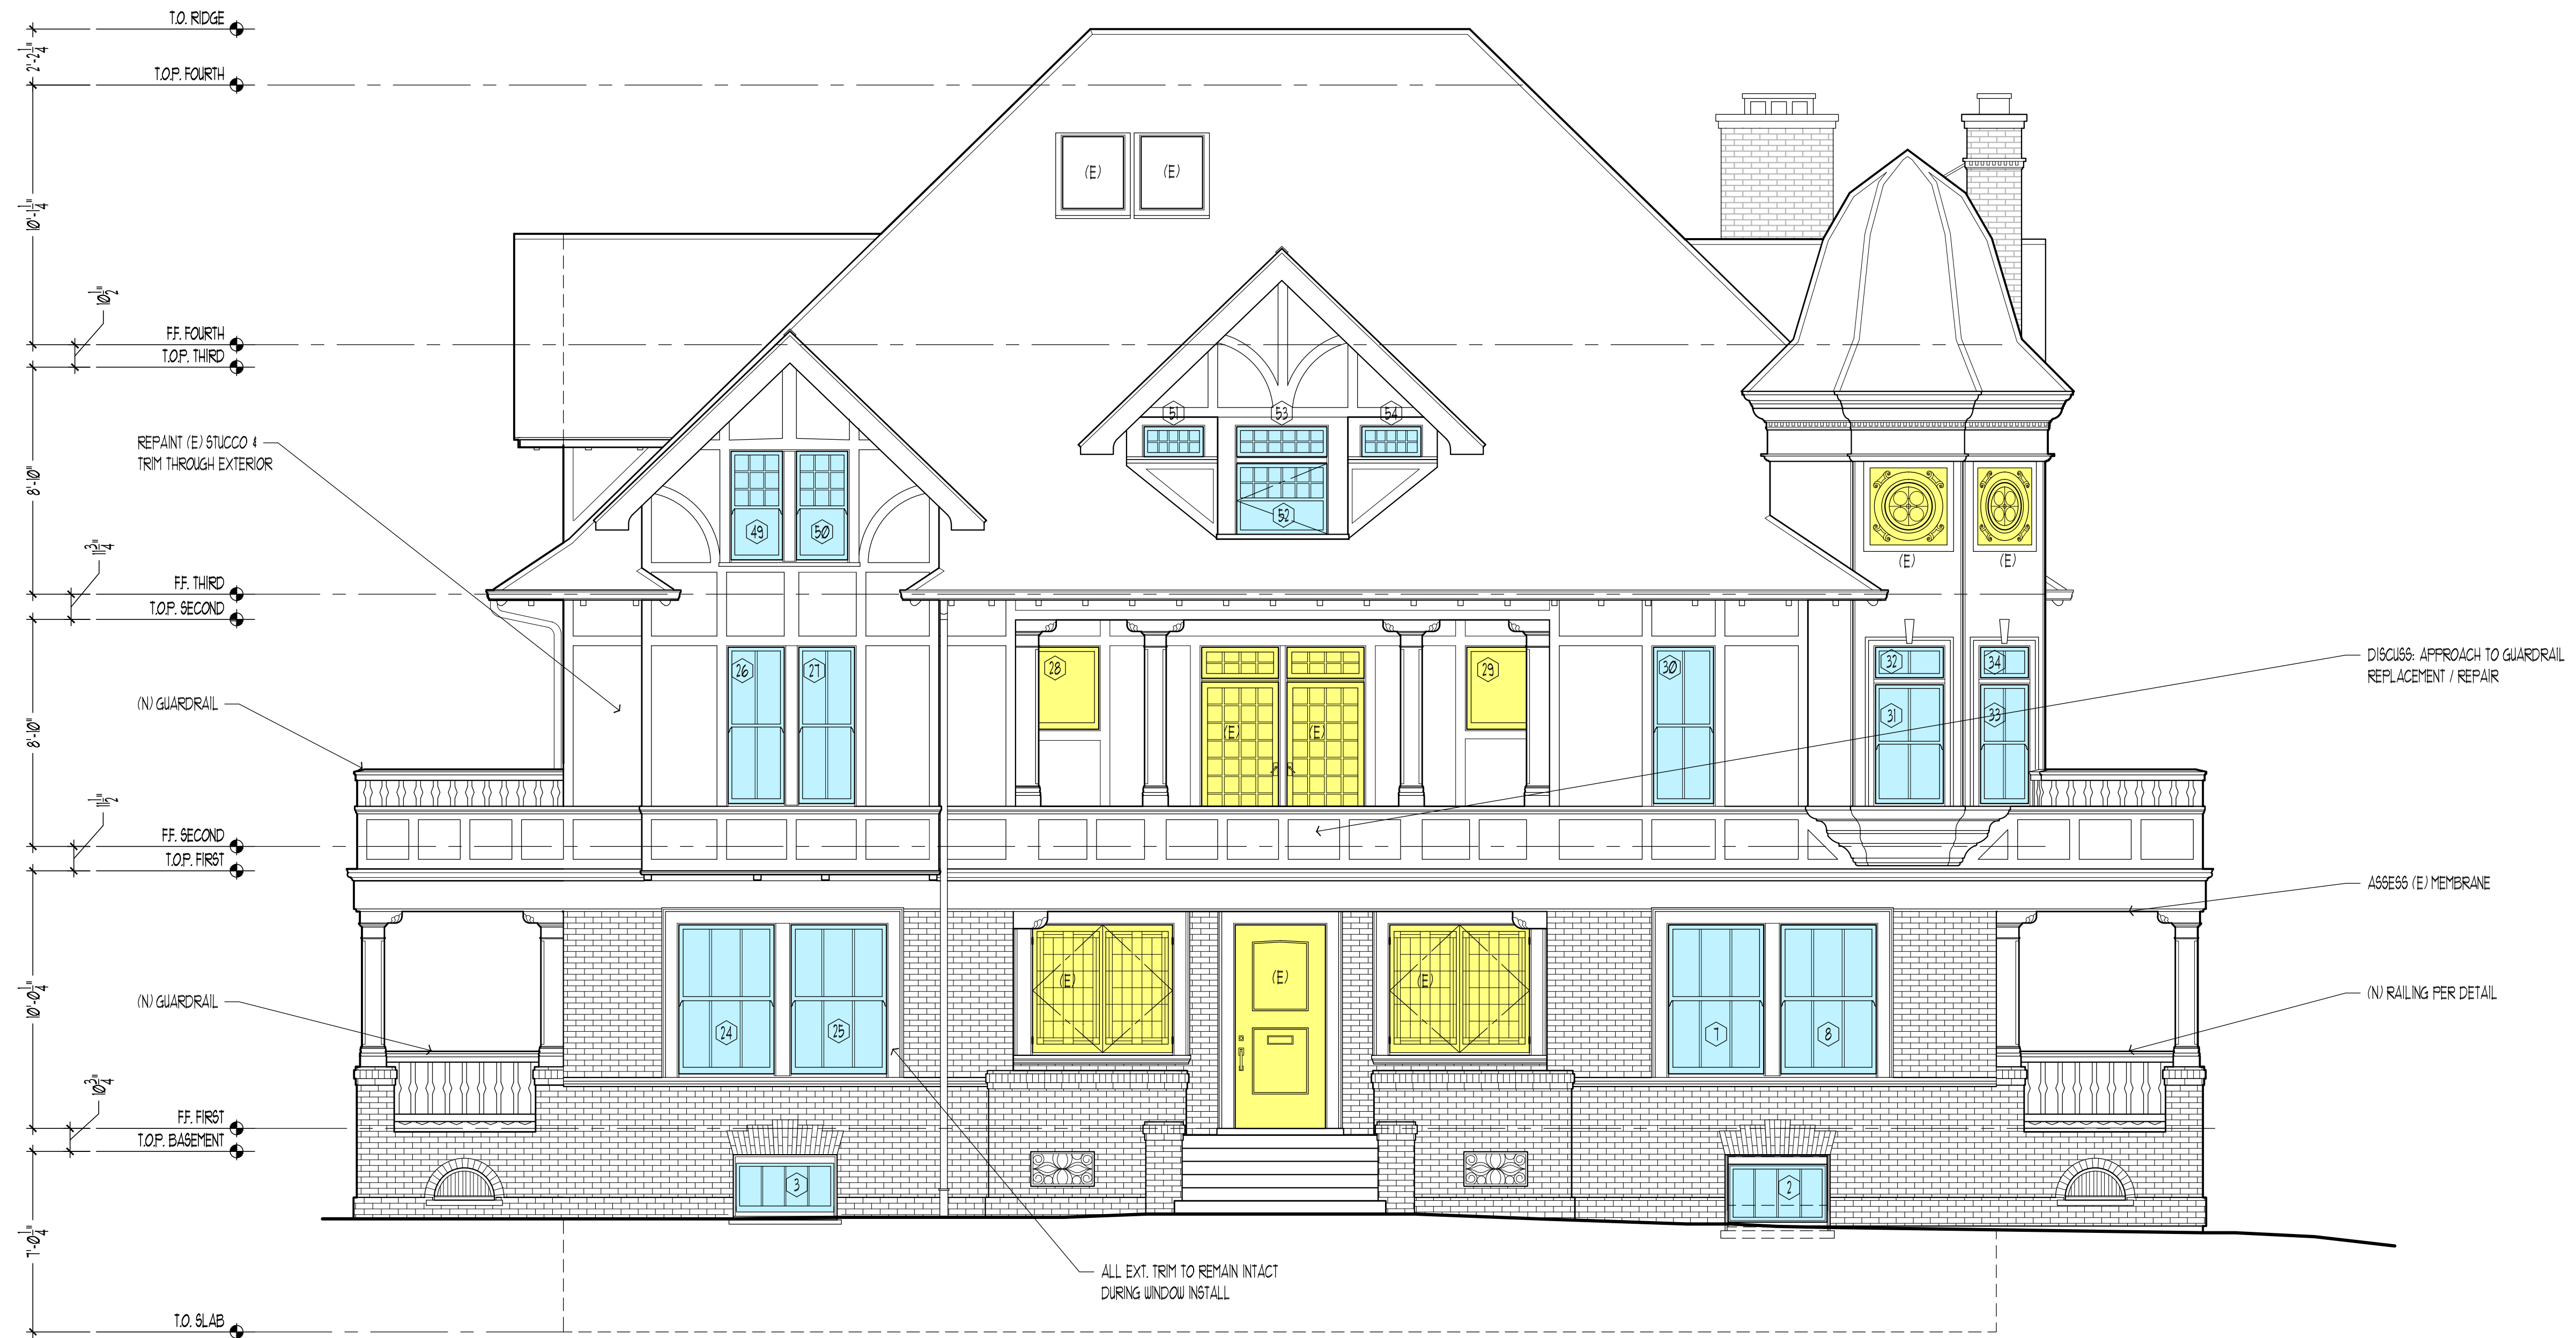 T.O. RIDGE
2'-2 1/4"
T.O.P. FOURTH
10'-1 1/4"
(E) (E)
10 1/2"
F.F. FOURTH
T.O.P. THIRD
51 53 54
REPAINT (E) STUCCO &
TRIM THROUGH EXTERIOR
8'-10"
49 50
52
(E) (E)
11 3/4"
F.F. THIRD
T.O.P. SECOND
26 27 28 29 30 32 34
DISCUSS: APPROACH TO GUARDRAIL
REPLACEMENT / REPAIR
(N) GUARDRAIL
31 33
8'-10"
(E) (E)
11 1/2"
F.F. SECOND
T.O.P. FIRST
ASSESS (E) MEMBRANE
10'-0 1/4"
(E) (E) (E)
(N) GUARDRAIL
(N) RAILING PER DETAIL
24 25 7 8
10 3/4"
F.F. FIRST
T.O.P. BASEMENT
3 2
7'-0 1/4"
ALL EXT. TRIM TO REMAIN INTACT
DURING WINDOW INSTALL
T.O. SLAB